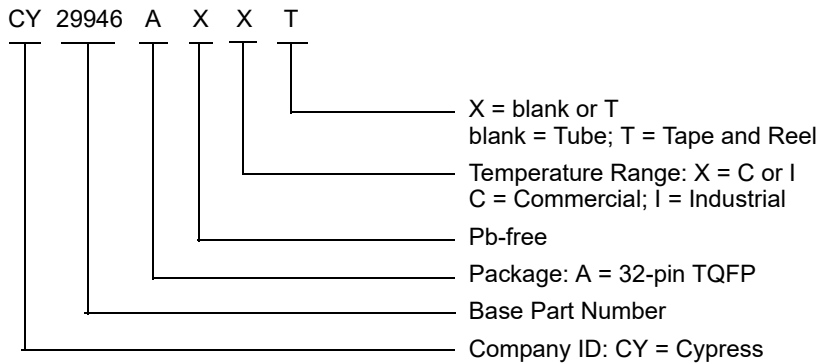 CY 29946 A X X T
X = blank or T
blank = Tube; T = Tape and Reel
Temperature Range: X = C or I
C = Commercial; I = Industrial
Pb-free
Package: A = 32-pin TQFP
Base Part Number
Company ID: CY = Cypress